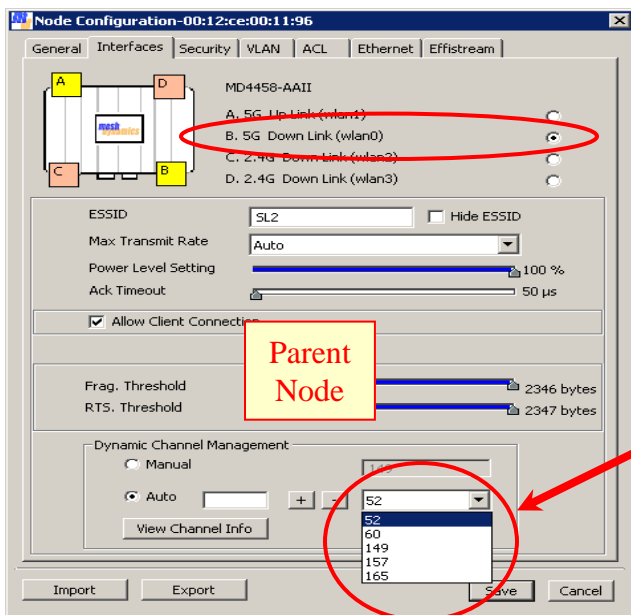 Node Configuration-00:12:ce:00:11:96
General Interfaces Security VLAN ACL Ethernet Effistream
A D
mesh
dynamics
C B
MD4458-AAII
A. 5G Up Link (wlan1)
B. 5G Down Link (wlan0)
C. 2.4G Down Link (wlan2)
D. 2.4G Down Link (wlan3)
ESSID SL2 Hide ESSID
Max Transmit Rate Auto
Power Level Setting 100 %
Ack Timeout 50 µs
Allow Client Connection
Parent
Node
Frag. Threshold 2346 bytes
RTS. Threshold 2347 bytes
Dynamic Channel Management
Manual 149
Auto + - 52
52
60
149
157
165
View Channel Info
Import Export Save Cancel